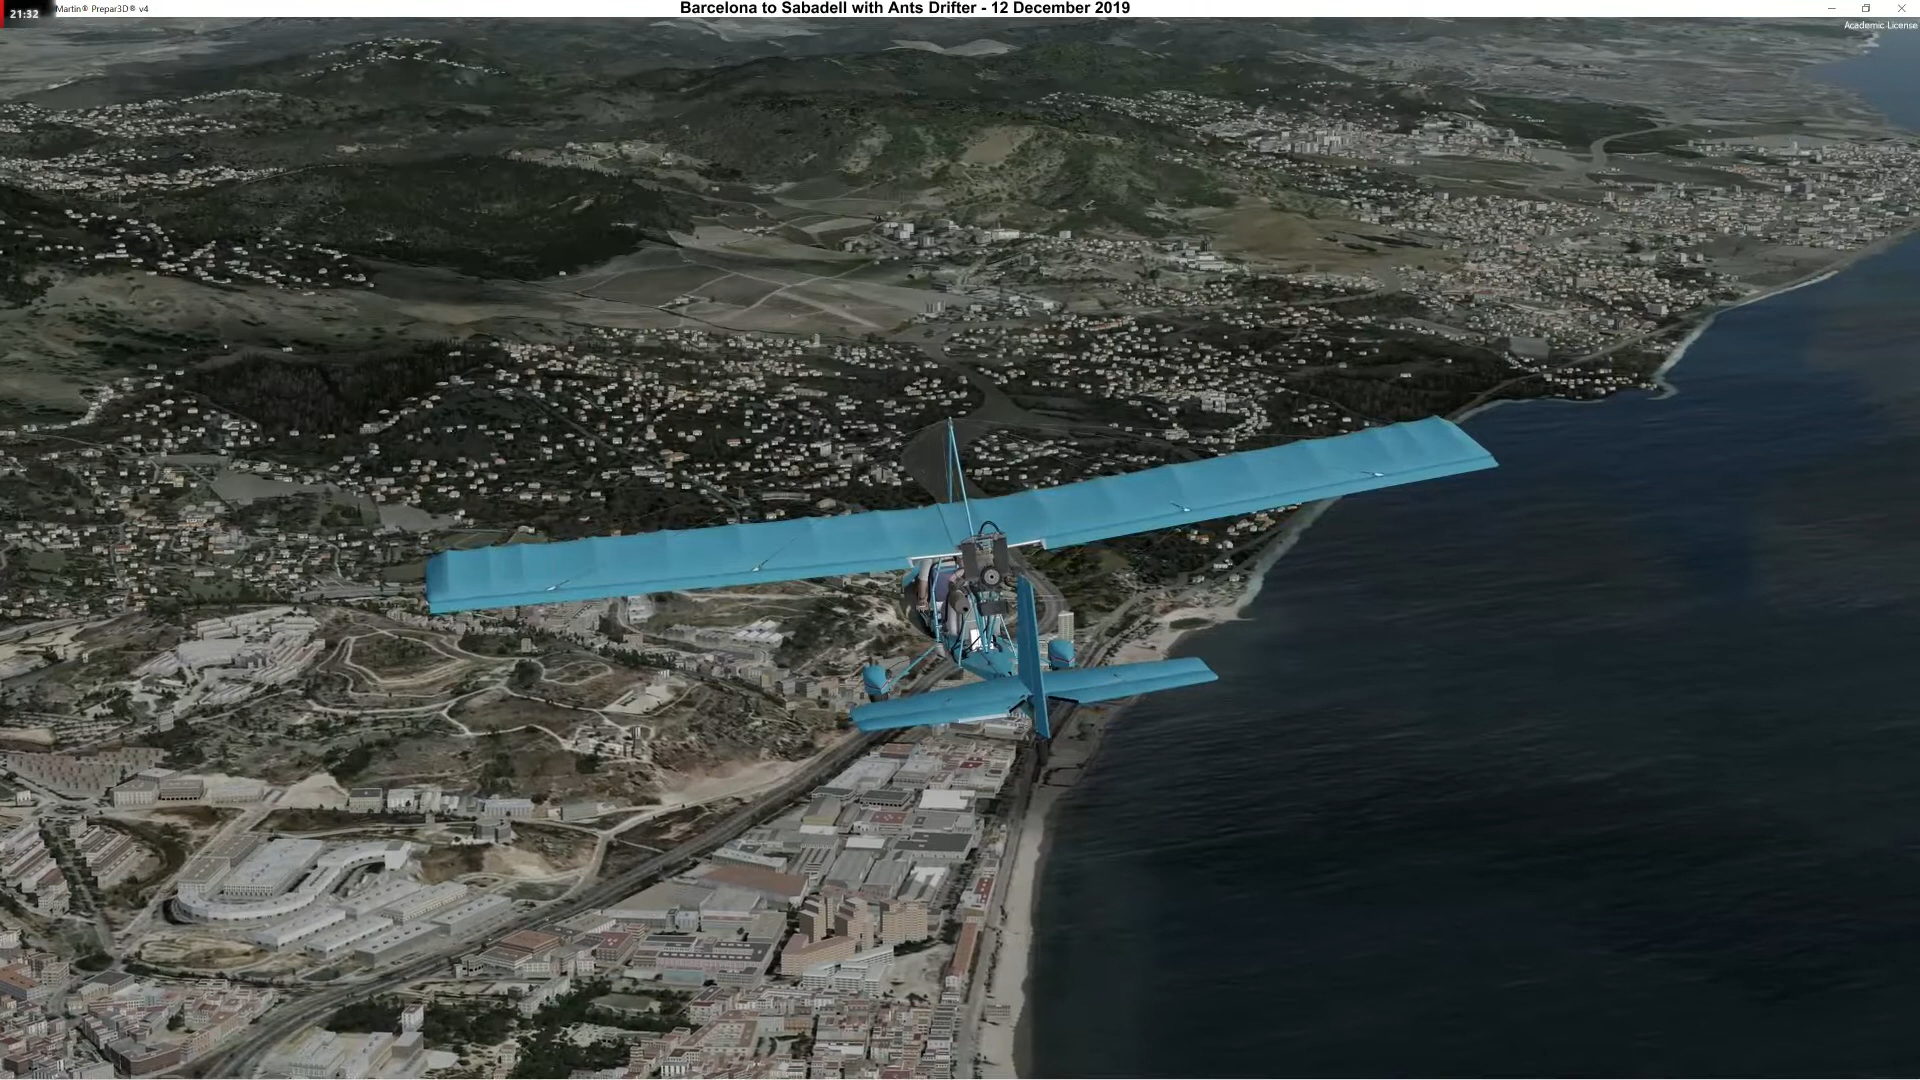 21:32
Martin® Prepar3D® v4
Barcelona to Sabadell with Ants Drifter - 12 December 2019
Academic License